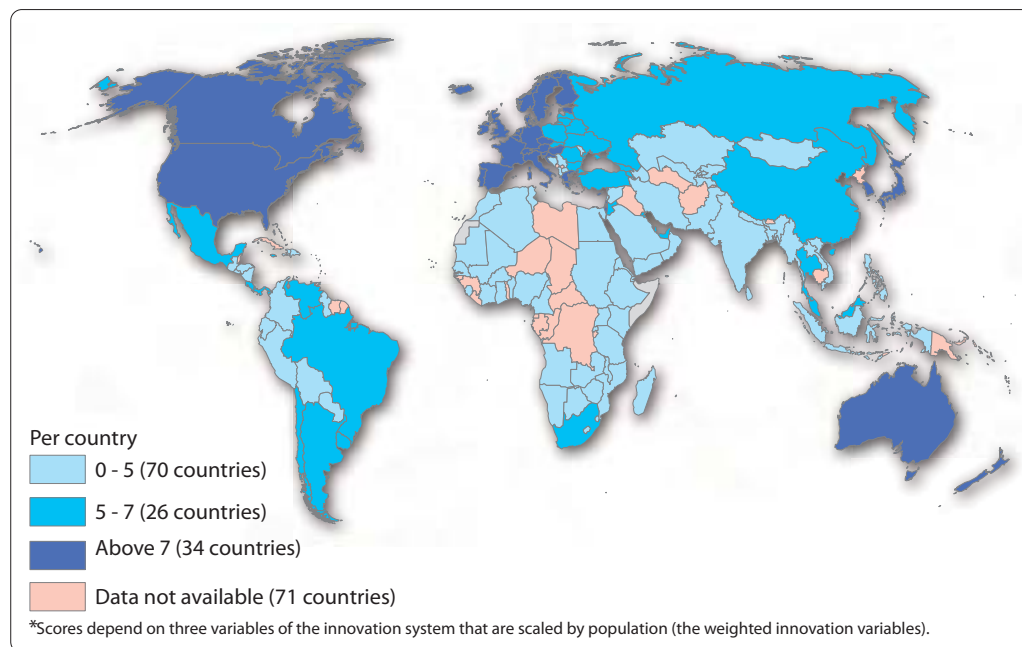 Per country
0 - 5 (70 countries)
5 - 7 (26 countries)
Above 7 (34 countries)
Data not available (71 countries)
*Scores depend on three variables of the innovation system that are scaled by population (the weighted innovation variables).